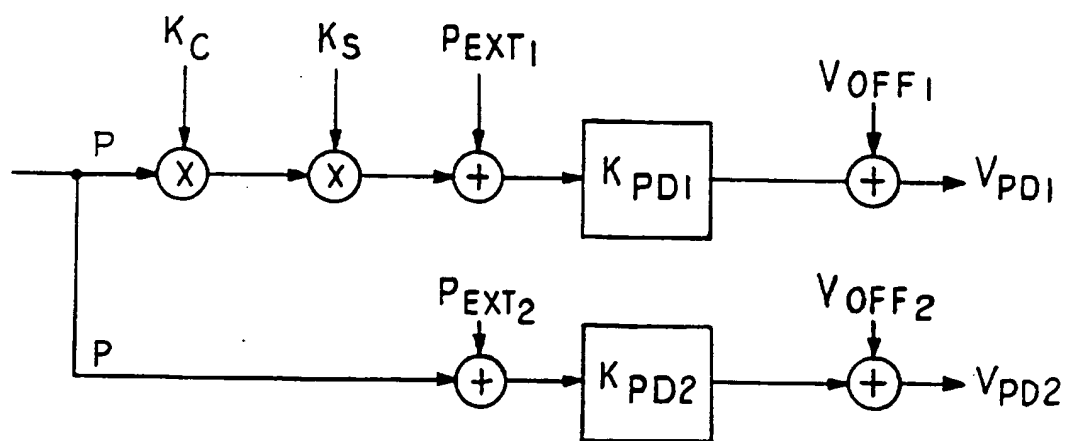 K_C K_S P_EXT1 V_OFF1
P X X + K_PD1 + V_PD1
P_EXT2 V_OFF2
P + K_PD2 + V_PD2